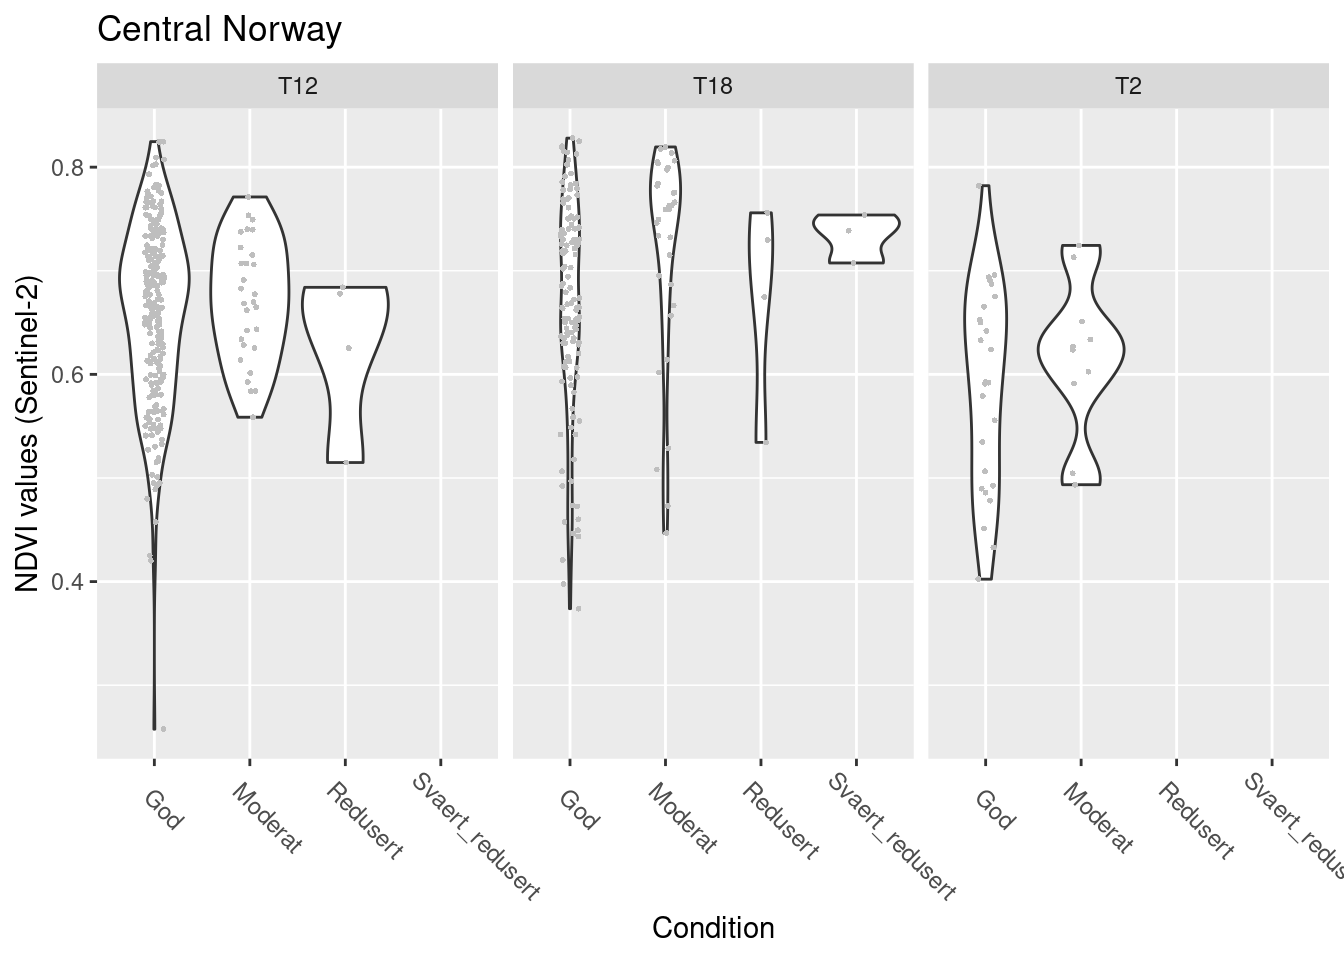 Central Norway
T12
T18
T2
NDVI values (Sentinel-2)
0.8
0.6
0.4
God
Moderat
Redusert
Svaert_redusert
God
Moderat
Redusert
Svaert_redusert
God
Moderat
Redusert
Svaert_redus
Condition